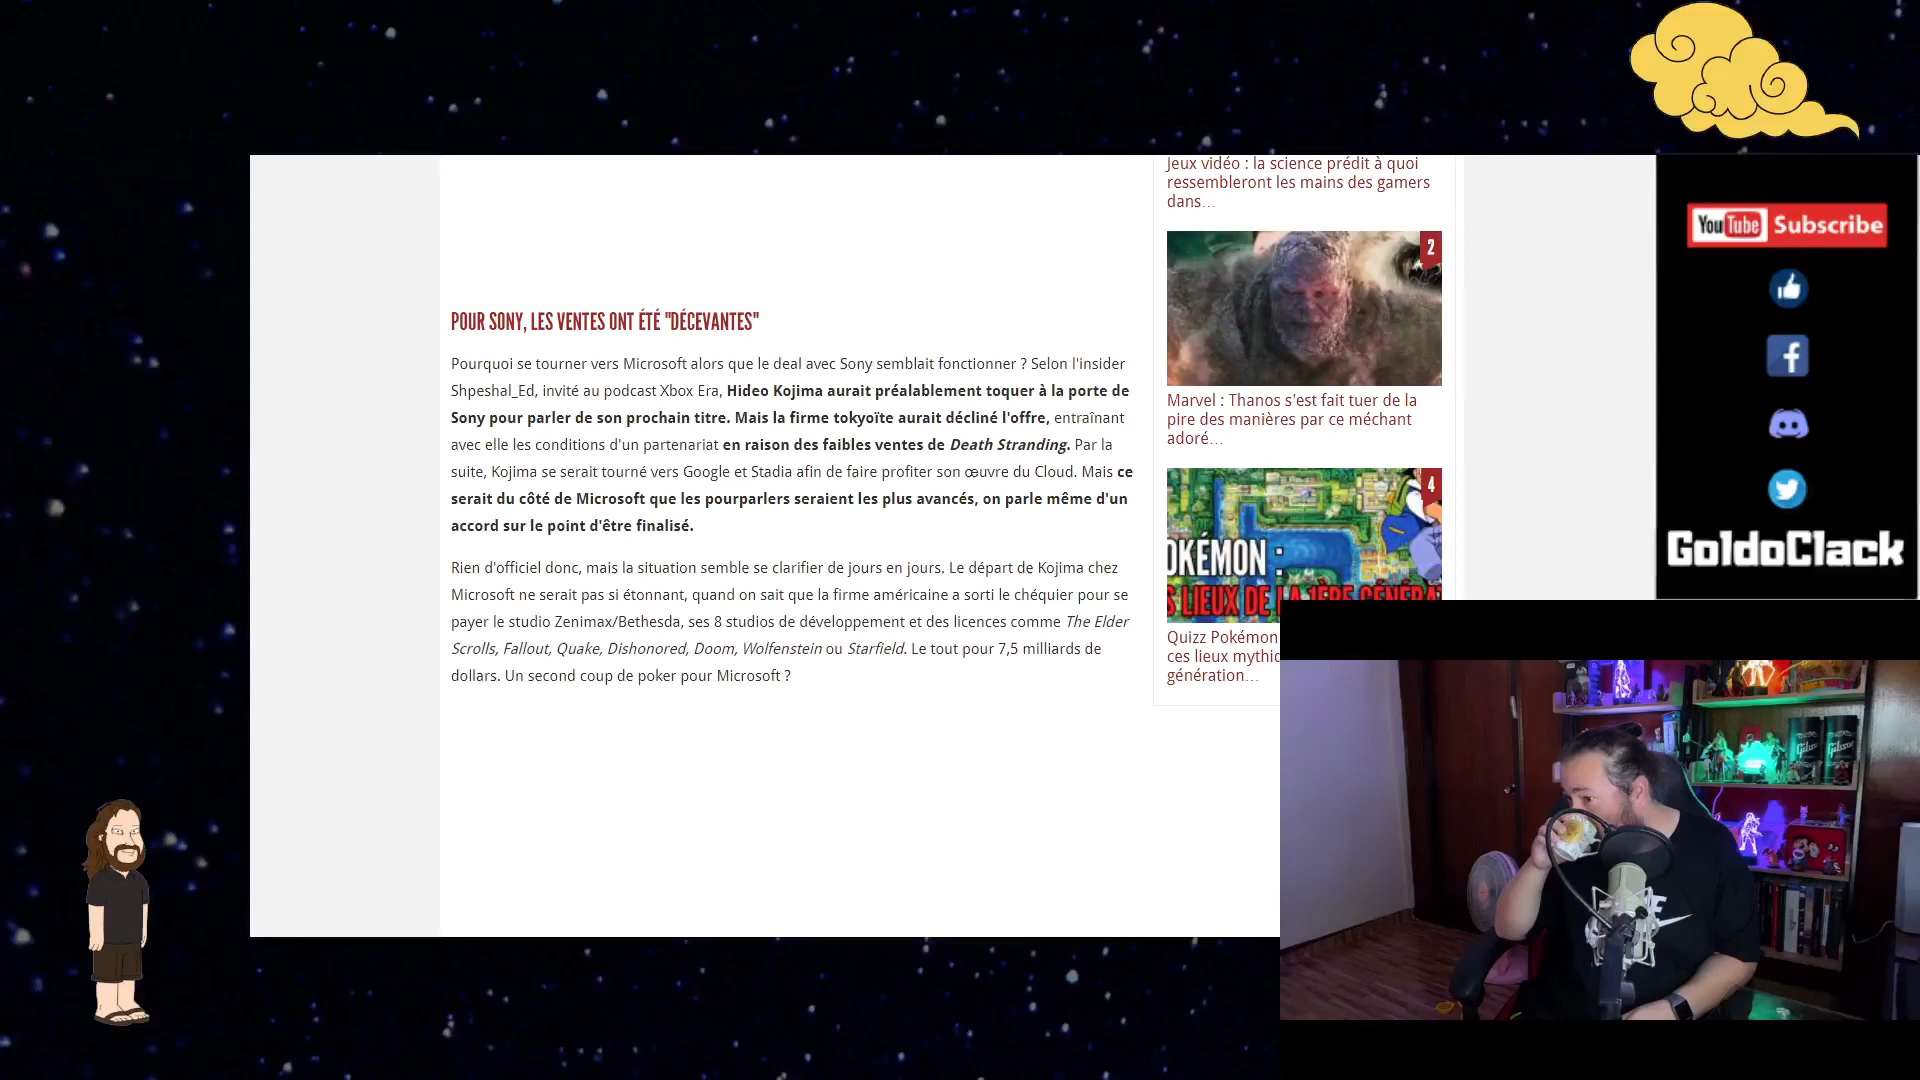 POUR SONY, LES VENTES ONT ÉTÉ "DÉCEVANTES"
Pourquoi se tourner vers Microsoft alors que le deal avec Sony semblait fonctionner ? Selon l'insider
Shpeshal_Ed, invité au podcast Xbox Era, Hideo Kojima aurait préalablement toquer à la porte de
Sony pour parler de son prochain titre. Mais la firme tokyoïte aurait décliné l'offre, entraînant
avec elle les conditions d'un partenariat en raison des faibles ventes de Death Stranding. Par la
suite, Kojima se serait tourné vers Google et Stadia afin de faire profiter son œuvre du Cloud. Mais ce
serait du côté de Microsoft que les pourparlers seraient les plus avancés, on parle même d'un
accord sur le point d'être finalisé.
Rien d'officiel donc, mais la situation semble se clarifier de jours en jours. Le départ de Kojima chez
Microsoft ne serait pas si étonnant, quand on sait que la firme américaine a sorti le chéquier pour se
payer le studio Zenimax/Bethesda, ses 8 studios de développement et des licences comme The Elder
Scrolls, Fallout, Quake, Dishonored, Doom, Wolfenstein ou Starfield. Le tout pour 7,5 milliards de
dollars. Un second coup de poker pour Microsoft ?
Jeux vidéo : la science prédit à quoi
ressembleront les mains des gamers
dans…
2
Marvel : Thanos s'est fait tuer de la
pire des manières par ce méchant
adoré…
4
OKÉMON :
S LIEUX DE LA 1ÈRE GÉNÉRAT
Quizz Pokémon
ces lieux mythiq
génération…
YouTube Subscribe
GoldoClack
Gibson
Gibson